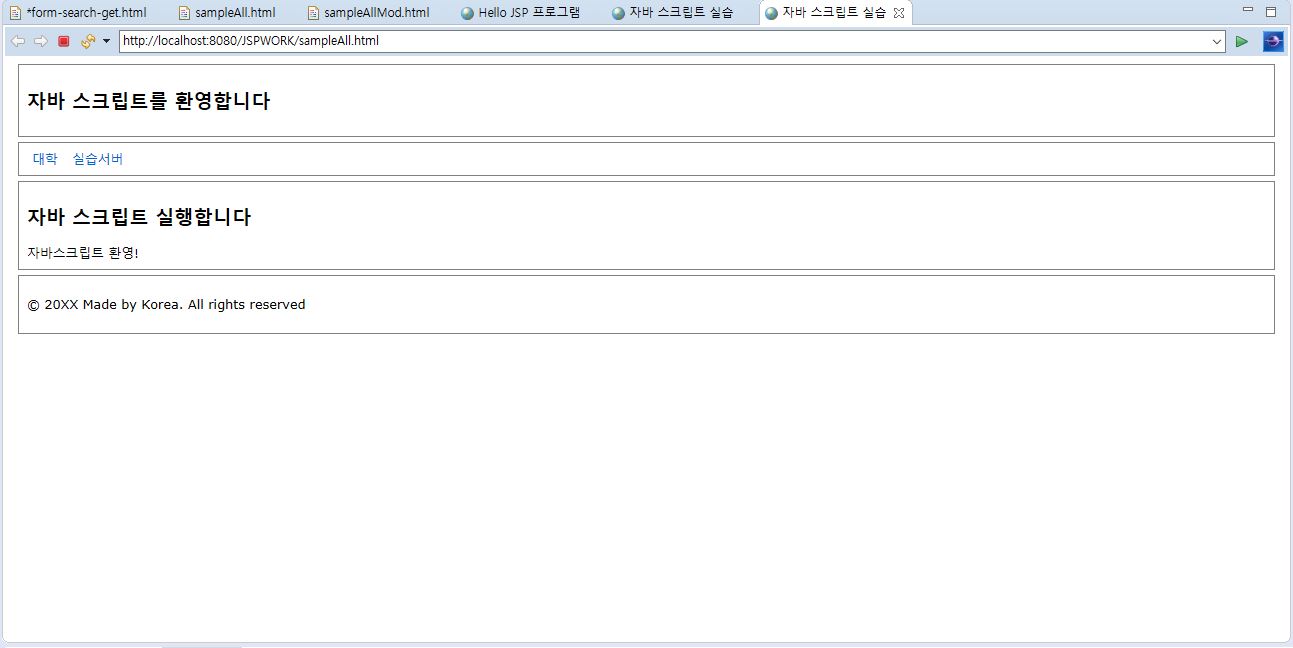 *form-search-get.html sampleAll.html sampleAllMod.html Hello JSP 프로그램 자바 스크립트 실습 자바 스크립트 실습
http://localhost:8080/JSPWORK/sampleAll.html
자바 스크립트를 환영합니다
대학 실습서버
자바 스크립트 실행합니다
자바스크립트 환영!
© 20XX Made by Korea. All rights reserved